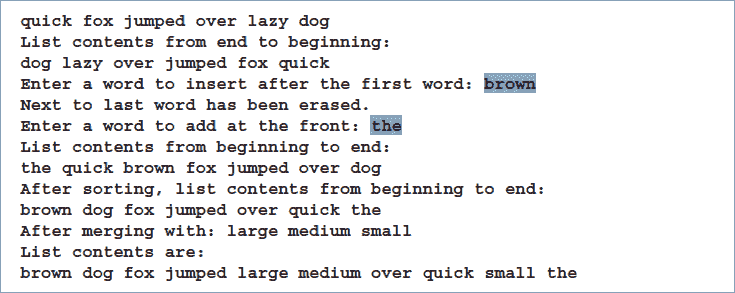 quick fox jumped over lazy dog
List contents from end to beginning:
dog lazy over jumped fox quick
Enter a word to insert after the first word: brown
Next to last word has been erased.
Enter a word to add at the front: the
List contents from beginning to end:
the quick brown fox jumped over dog
After sorting, list contents from beginning to end:
brown dog fox jumped over quick the
After merging with: large medium small
List contents are:
brown dog fox jumped large medium over quick small the